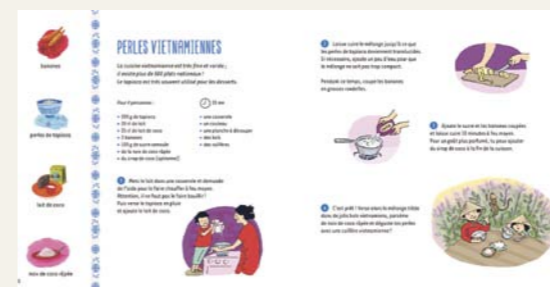 bananes
perles de tapioca
lait de coco
noix de coco râpée
PERLES VIETNAMIENNES
La cuisine vietnamienne est très fine et variée ;
il existe plus de 500 plats nationaux !
Le tapioca est très souvent utilisé pour les desserts.
Pour 4 personnes :
35 mn
de tapioca
de lait
de lait de coco
bananes
de sucre semoule
de la noix de coco râpée
du sirop de coco (optionnel)
une casserole
un couteau
une planche à découper
des bols
des cuillères
1 Mets le lait dans une casserole et demande
de l'aide pour le faire chauffer à feu moyen.
Attention, il ne faut pas le faire bouillir !
Puis verse le tapioca en pluie
et ajoute le lait de coco.
2 Laisse cuire le mélange jusqu'à ce que
les perles de tapioca deviennent translucides.
Si nécessaire, ajoute un peu d'eau pour que
le mélange ne soit pas trop compact.
Pendant ce temps, coupe les bananes
en grosses rondelles.
3 Ajoute le sucre et les bananes coupées
et laisse cuire 10 minutes à feu moyen.
Pour un goût plus parfumé, tu peux ajouter
du sirop de coco à la fin de la cuisson.
4 C'est prêt ! Verse alors le mélange tiède
dans de jolis bols vietnamiens, parsème
de noix de coco râpée et déguste tes perles
avec une cuillère vietnamienne !